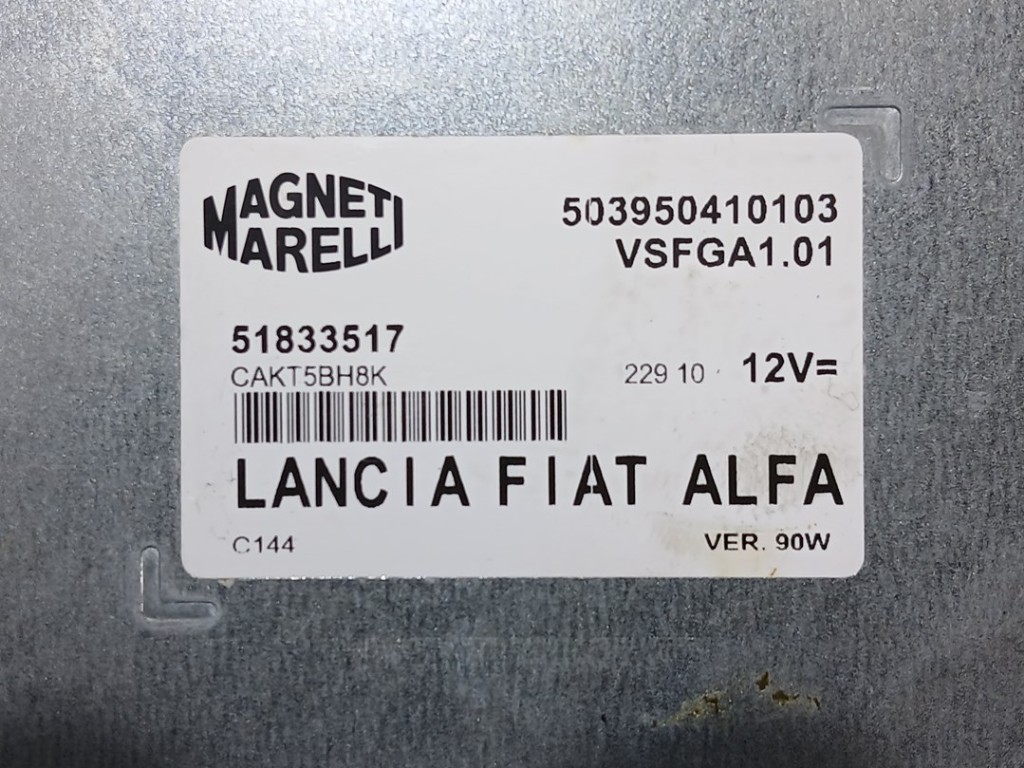 MAGNETI
MARELLI
503950410103
VSFGA1.01
51833517
CAKT5BH8K
229 10
12V=
LANCIA FIAT ALFA
C144
VER. 90W